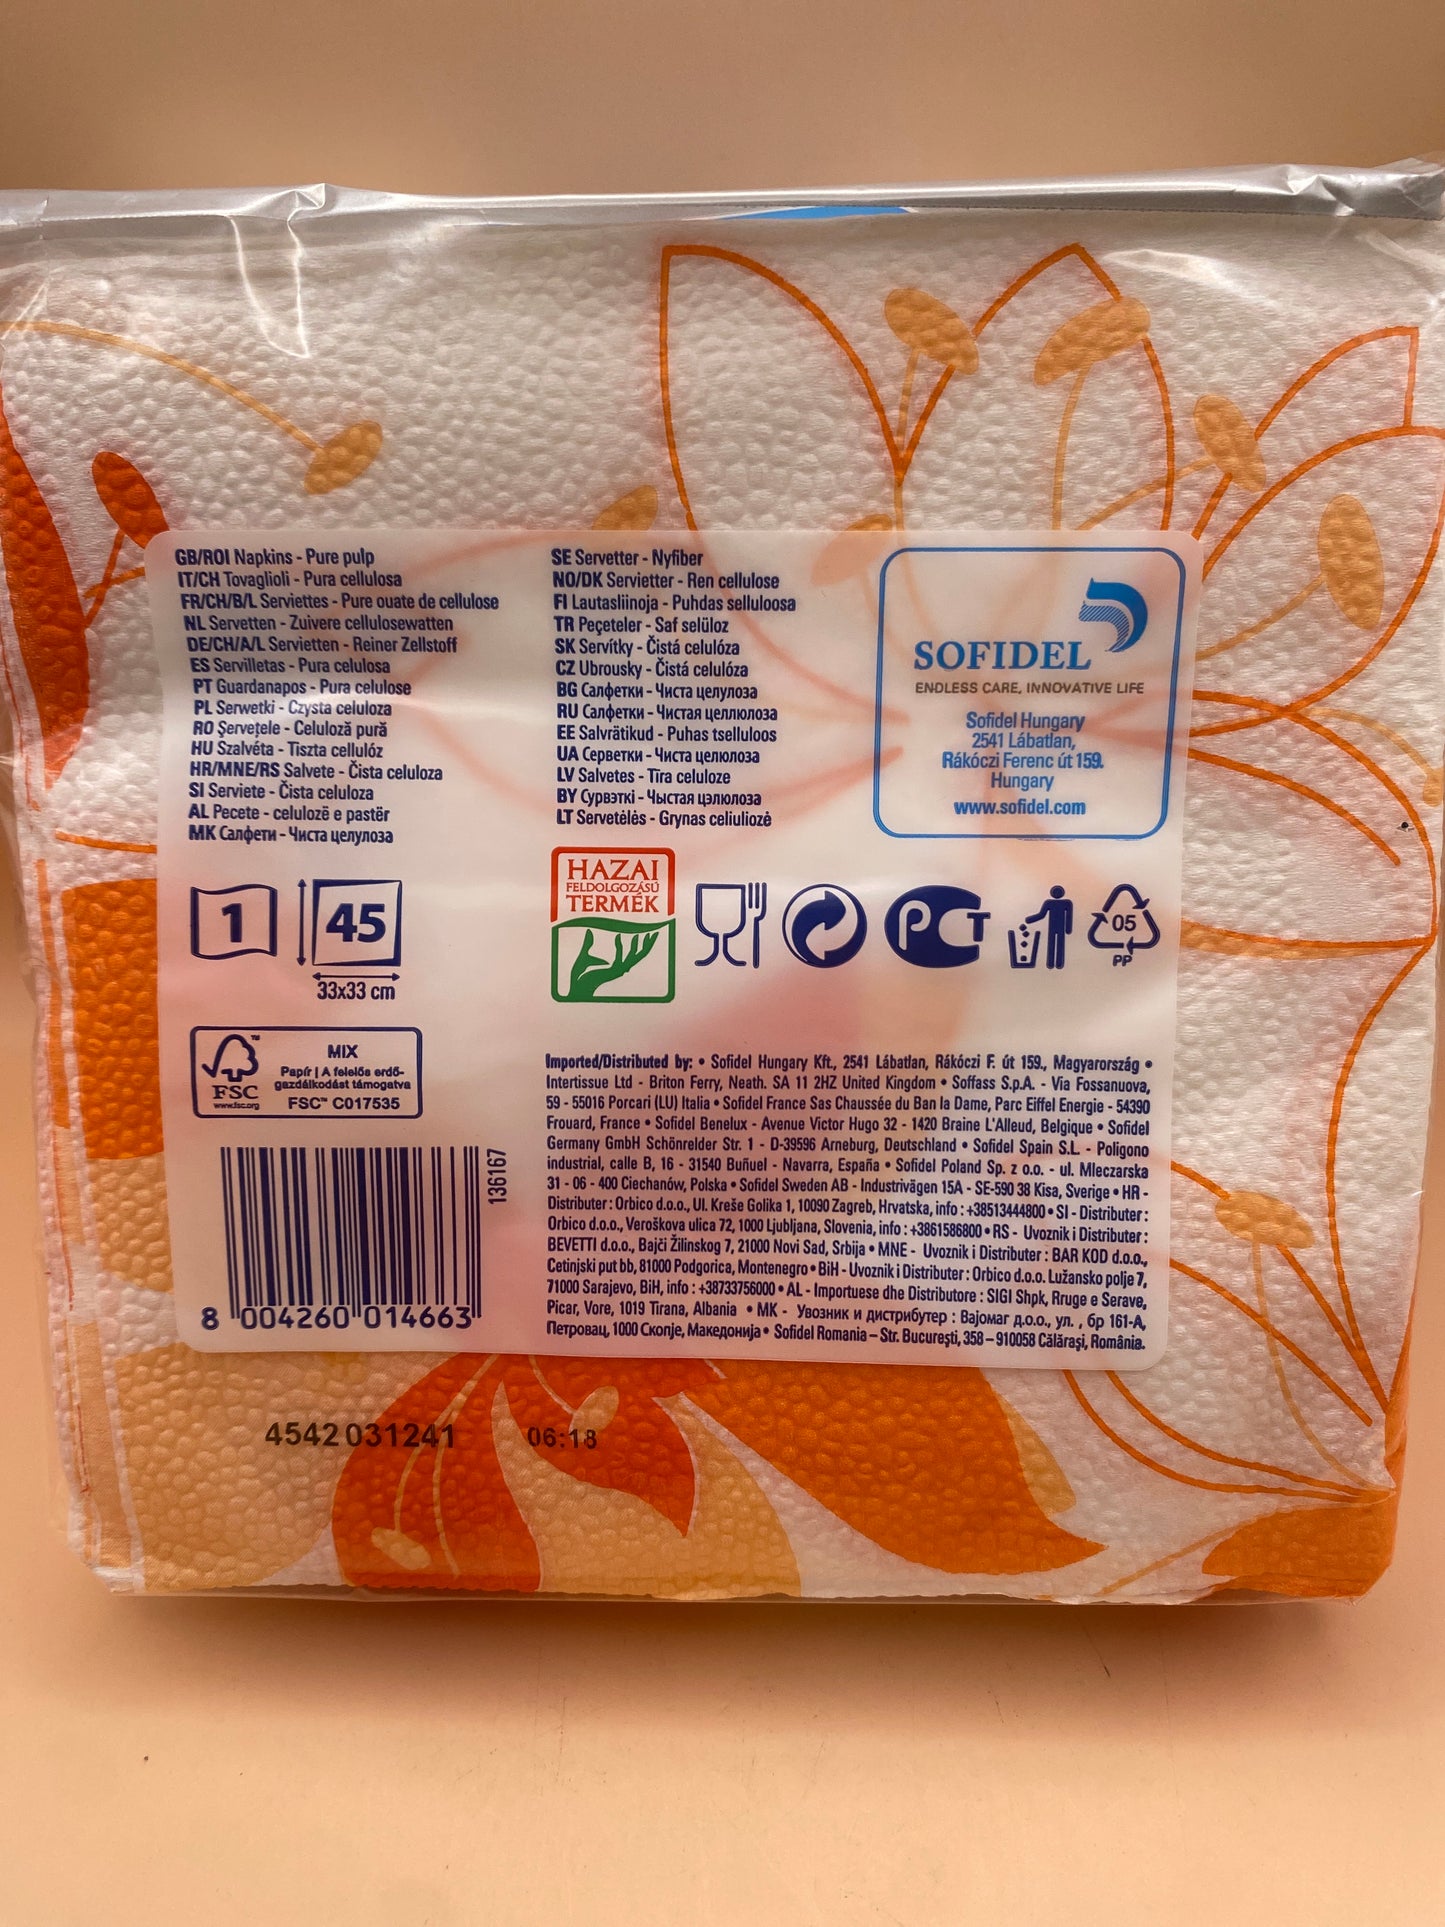 GB/ROI Napkins - Pure pulp
IT/CH Tovaglioli - Pura cellulosa
FR/CH/B/L Serviettes - Pure ouate de cellulose
NL Servetten - Zuivere cellulosewatten
DE/CH/A/L Servietten - Reiner Zellstoff
ES Servilletas - Pura celulosa
PT Guardanapos - Pura celulose
PL Serwetki - Czysta celuloza
RO Șervețele - Celuloză pură
HU Szalvéta - Tiszta cellulóz
HR/MNE/RS Salvete - Čista celuloza
SI Serviete - Čista celuloza
AL Pecete - celulozë e pastër
MK Салфети - Чиста целулоза
SE Servetter - Nyfiber
NO/DK Servietter - Ren cellulose
FI Lautasliinoja - Puhdas selluloosa
TR Peçeteler - Saf selüloz
SK Servítky - Čistá celulóza
CZ Ubrousky - Čistá celulóza
BG Салфетки - Чиста целулоза
RU Салфетки - Чистая целлюлоза
EE Salvrätikud - Puhas tselluloos
UA Серветки - Чиста целюлоза
LV Salvetes - Tīra celuloze
BY Сурвэткі - Чыстая цэлюлоза
LT Servetėlės - Grynas celiuliozė
SOFIDEL
ENDLESS CARE, INNOVATIVE LIFE
Sofidel Hungary
2541 Lábatlan,
Rákóczi Ferenc út 159.
Hungary
www.sofidel.com
1
45
33x33 cm
HAZAI
FELDOLGOZÁSÚ
TERMÉK
PCT
05
PP
FSC™
www.fsc.org
MIX
Papír | A felelős erdő-
gazdálkodást támogatva
FSC™ C017535
136167
8 004260 014663
Imported/Distributed by: • Sofidel Hungary Kft., 2541 Lábatlan, Rákóczi F. út 159., Magyarország •
Intertissue Ltd - Briton Ferry, Neath. SA 11 2HZ United Kingdom • Soffass S.p.A. - Via Fossanuova,
59 - 55016 Porcari (LU) Italia • Sofidel France Sas Chaussée du Ban la Dame, Parc Eiffel Energie - 54390
Frouard, France • Sofidel Benelux - Avenue Victor Hugo 32 - 1420 Braine L'Alleud, Belgique • Sofidel
Germany GmbH Schönrelder Str. 1 - D-39596 Arneburg, Deutschland • Sofidel Spain S.L. - Poligono
industrial, calle B, 16 - 31540 Buñuel - Navarra, España • Sofidel Poland Sp. z o.o. - ul. Mleczarska
31 - 06 - 400 Ciechanów, Polska • Sofidel Sweden AB - Industrivägen 15A - SE-590 38 Kisa, Sverige • HR -
Distributer : Orbico d.o.o., Ul. Kreše Golika 1, 10090 Zagreb, Hrvatska, info : +38513444800 • SI - Distributer :
Orbico d.o.o., Veroškova ulica 72, 1000 Ljubljana, Slovenia, info : +3861586800 • RS - Uvoznik i Distributer :
BEVETTI d.o.o., Bajči Žilinskog 7, 21000 Novi Sad, Srbija • MNE - Uvoznik i Distributer : BAR KOD d.o.o.,
Cetinjski put bb, 81000 Podgorica, Montenegro • BiH - Uvoznik i Distributer : Orbico d.o.o. Lužansko polje 7,
71000 Sarajevo, BiH, info : +38733756000 • AL - Importuese dhe Distributore : SIGI Shpk, Rruge e Serave,
Picar, Vore, 1019 Tirana, Albania • MK - Увозник и дистрибутер : Вајомаг д.о.о., ул. , бр 161-А,
Петровац, 1000 Скопје, Македонија • Sofidel Romania – Str. București, 358 – 910058 Călărași, România.
4542 031241 06:18